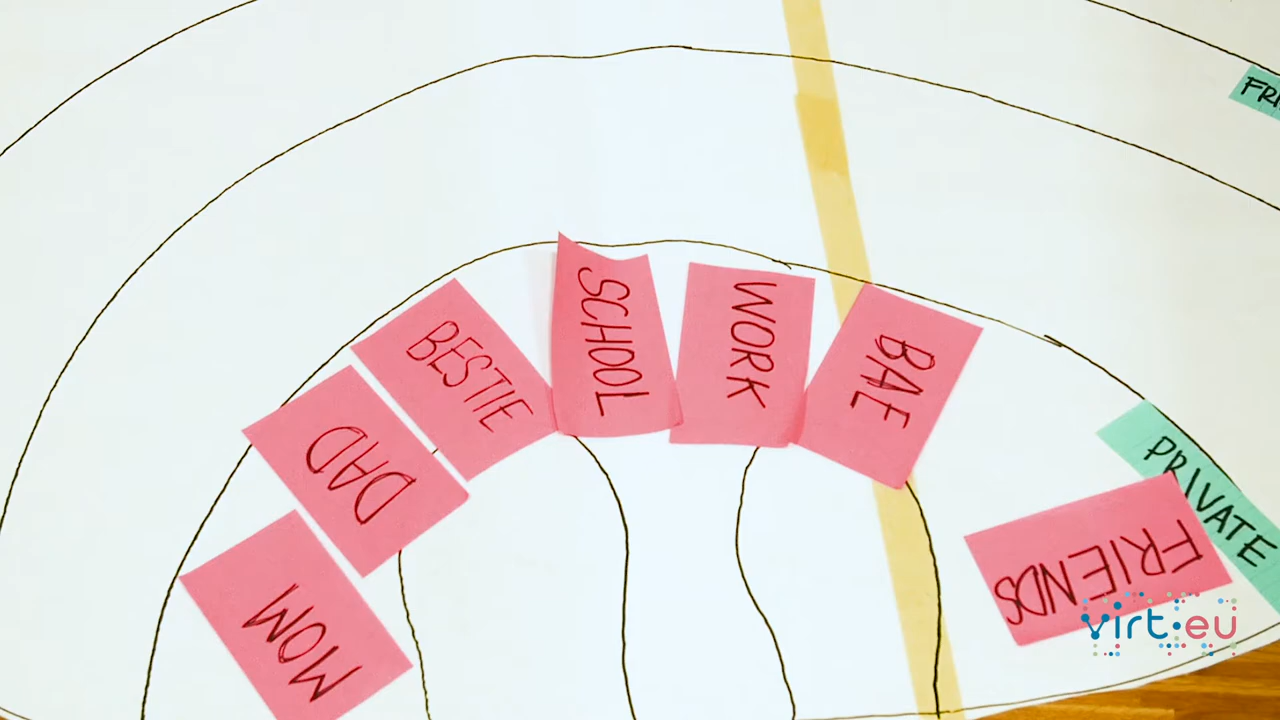 MOM
DAD
BESTIE
SCHOOL
WORK
BAE
FRIENDS
PRIVATE
virt:eu